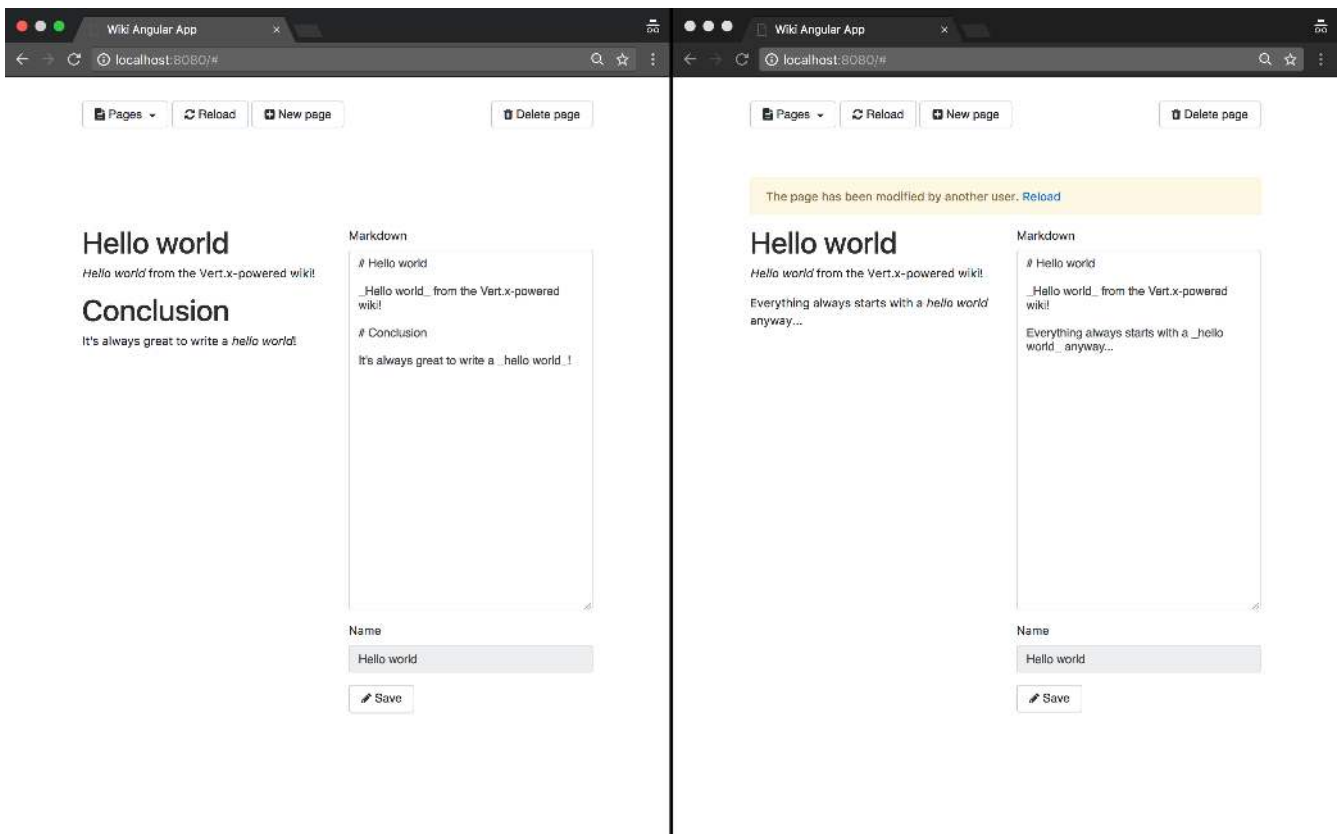 Wiki Angular App
localhost:8080/#
Pages
Reload
New page
Delete page
Hello world
Hello world from the Vert.x-powered wiki!
Conclusion
It's always great to write a hello world!
Markdown
# Hello world
_Hello world_ from the Vert.x-powered
wiki!
# Conclusion
It's always great to write a _hello world_!
Name
Hello world
Save
Wiki Angular App
localhost:8080/#
Pages
Reload
New page
Delete page
The page has been modified by another user. Reload
Hello world
Hello world from the Vert.x-powered wiki!
Everything always starts with a hello world
anyway...
Markdown
# Hello world
_Hello world_ from the Vert.x-powered
wiki!
Everything always starts with a _hello
world_ anyway...
Name
Hello world
Save